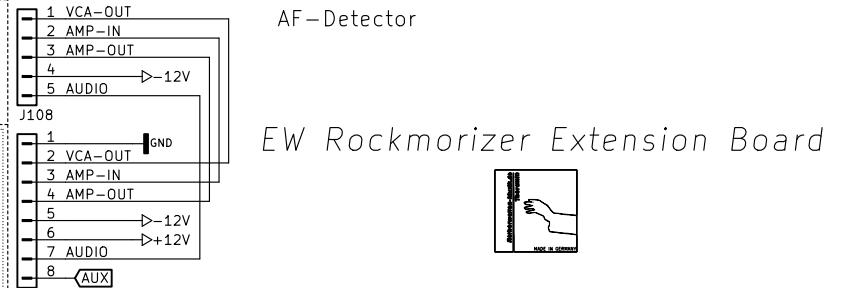 1 VCA-OUT
AF-Detector
2 AMP-IN
3 AMP-OUT
4 -12V
5 AUDIO
J108
1 GND
EW Rockmorizer Extension Board
2 VCA-OUT
3 AMP-IN
4 AMP-OUT
5 -12V
6 +12V
7 AUDIO
8 AUX
MADE IN GERMANY